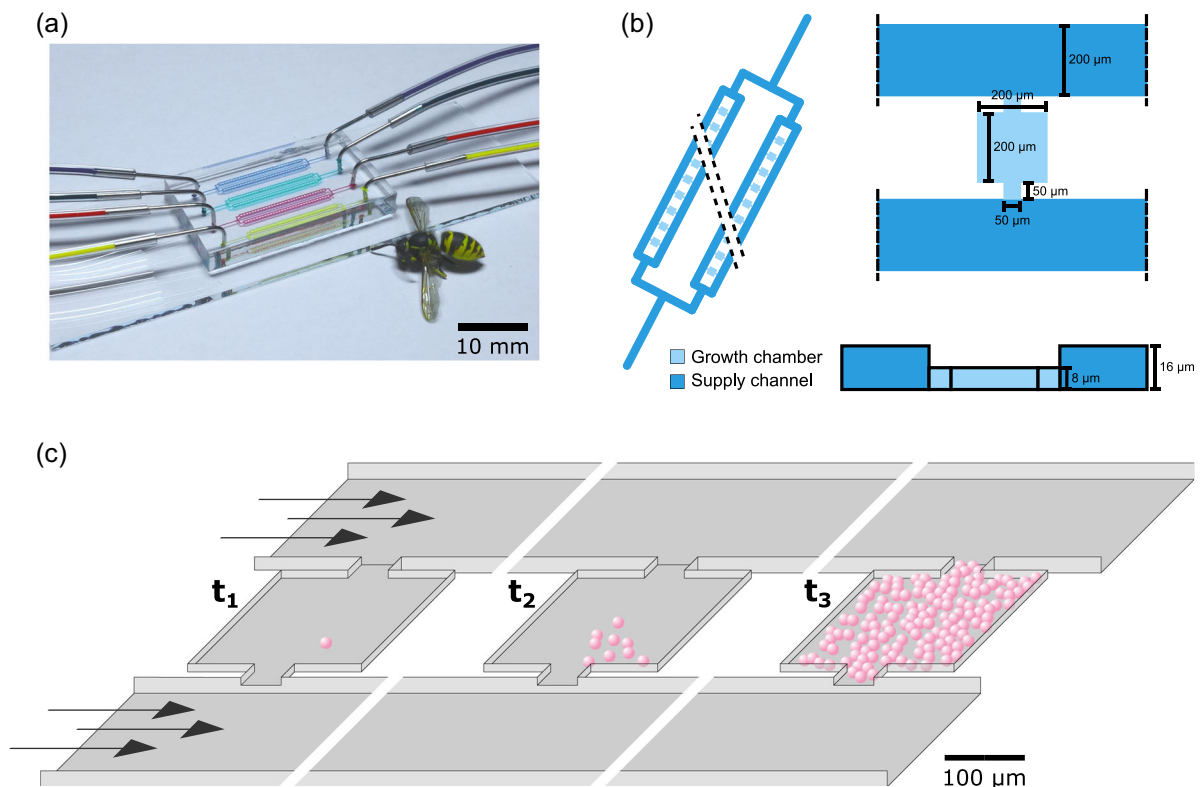 (a)
10 mm
(b)
200 µm
200 µm
200 µm
50 µm
50 µm
Growth chamber
Supply channel
16 µm
8 µm
(c)
t1
t2
t3
100 µm